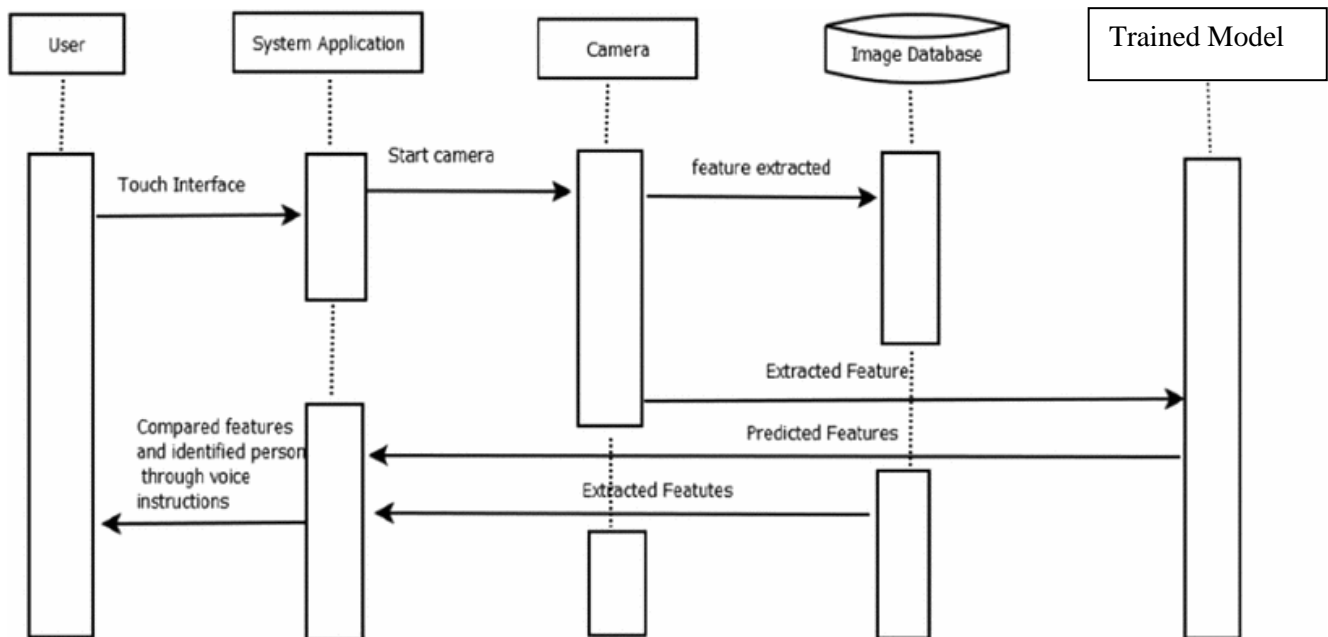 User
System Application
Camera
Image Database
Trained Model
Start camera
feature extracted
Touch Interface
Extracted Feature
Compared features
and identified person
through voice
instructions
Predicted Features
Extracted Featutes